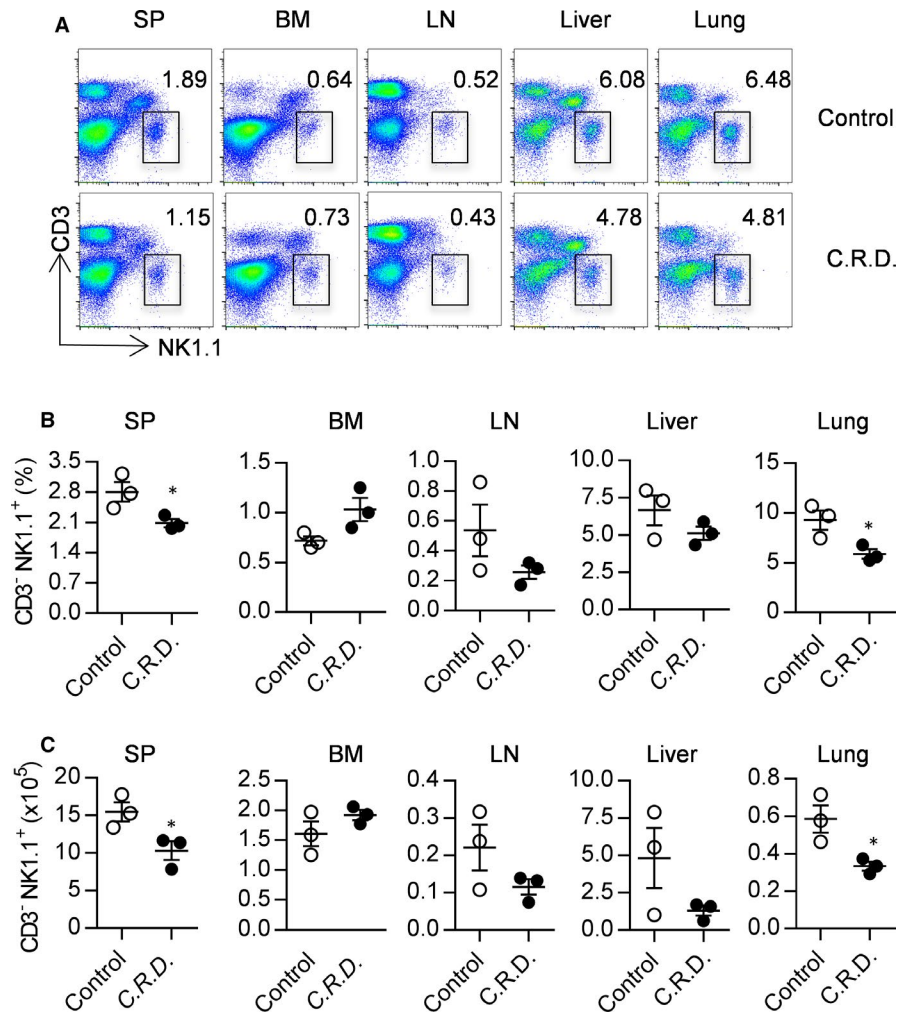 A SP BM LN Liver Lung
1.89 0.64 0.52 6.08 6.48 Control
1.15 0.73 0.43 4.78 4.81 C.R.D.
CD3
NK1.1
B SP BM LN Liver Lung
CD3⁻ NK1.1⁺ (%)
3.5 2.8 2.1 1.4 0.7 0.0
*
Control C.R.D.
1.5 1.0 0.5 0.0
Control C.R.D.
1.0 0.8 0.6 0.4 0.2 0.0
Control C.R.D.
10.0 7.5 5.0 2.5 0.0
Control C.R.D.
15 10 5 0
*
Control C.R.D.
C SP BM LN Liver Lung
CD3⁻ NK1.1⁺ (x10⁵)
20 15 10 5 0
*
Control C.R.D.
2.5 2.0 1.5 1.0 0.5 0.0
Control C.R.D.
0.4 0.3 0.2 0.1 0.0
Control C.R.D.
10.0 7.5 5.0 2.5 0.0
Control C.R.D.
0.8 0.6 0.4 0.2 0.0
*
Control C.R.D.